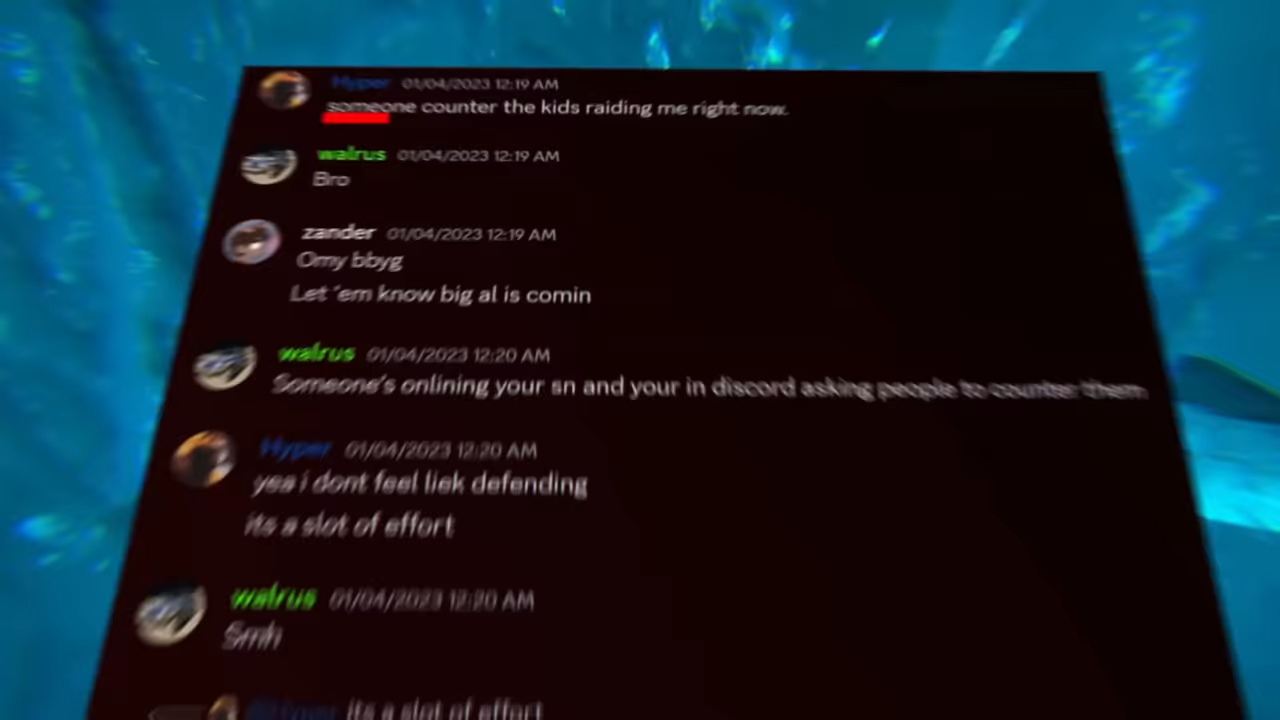 Hyper 01/04/2023 12:19 AM
someone counter the kids raiding me right now.
walrus 01/04/2023 12:19 AM
Bro
zander 01/04/2023 12:19 AM
Omy bbyg
Let 'em know big al is comin
walrus 01/04/2023 12:20 AM
Someone's onlining your sn and your in discord asking people to counter them
Hyper 01/04/2023 12:20 AM
yea i dont feel liek defending
its a slot of effort
walrus 01/04/2023 12:20 AM
Smh
@Hyper its a slot of effort